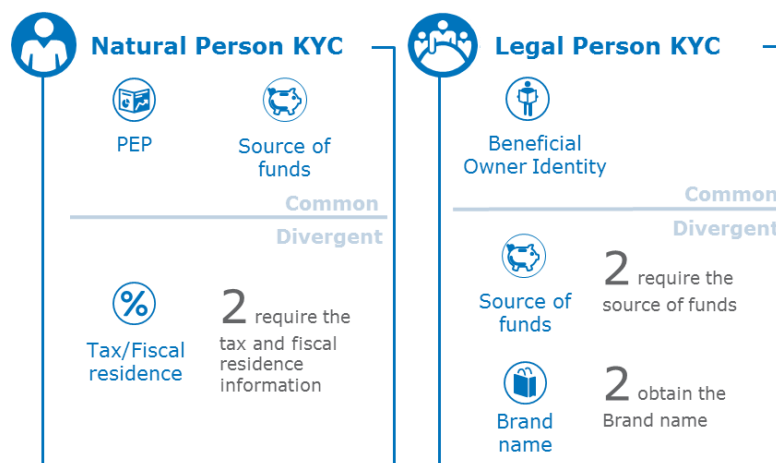 Natural Person KYC
PEP
Source of
funds
Common
Divergent
%
Tax/Fiscal
residence
2 require the
tax and fiscal
residence
information
Legal Person KYC
Beneficial
Owner Identity
Common
Divergent
Source of
funds
2 require the
source of funds
Brand
name
2 obtain the
Brand name